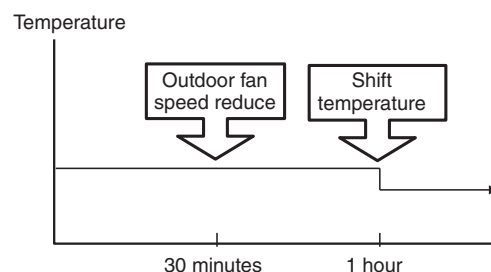 Temperature
Outdoor fan
speed reduce
Shift
temperature
30 minutes
1 hour